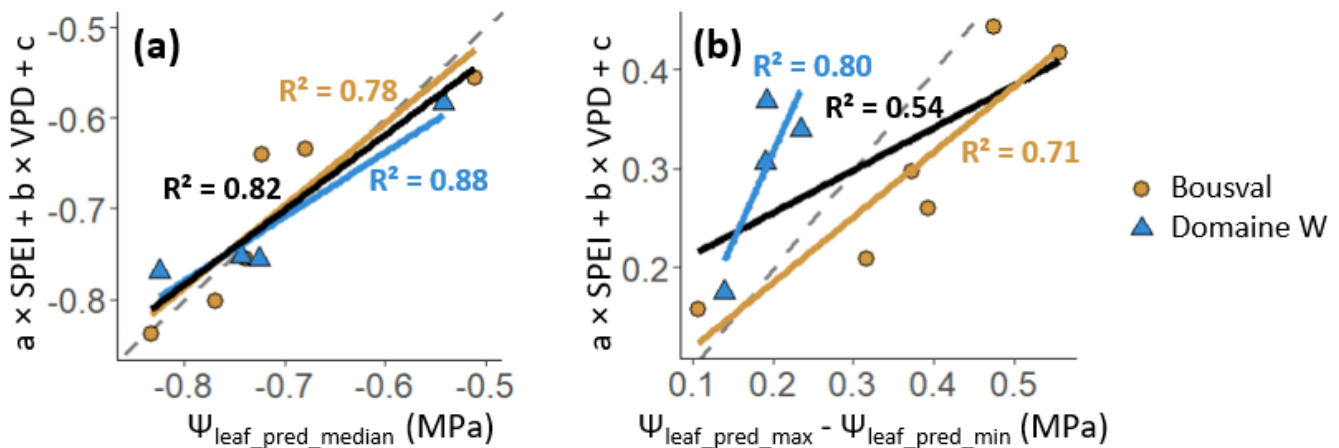 (a)
a × SPEI + b × VPD + c
-0.5
-0.6
-0.7
-0.8
R² = 0.78
R² = 0.82
R² = 0.88
-0.8 -0.7 -0.6 -0.5
Ψleaf_pred_median (MPa)
(b)
a × SPEI + b × VPD + c
0.4
0.3
0.2
R² = 0.80
R² = 0.54
R² = 0.71
0.1 0.2 0.3 0.4 0.5
Ψleaf_pred_max - Ψleaf_pred_min (MPa)
Bousval
Domaine W